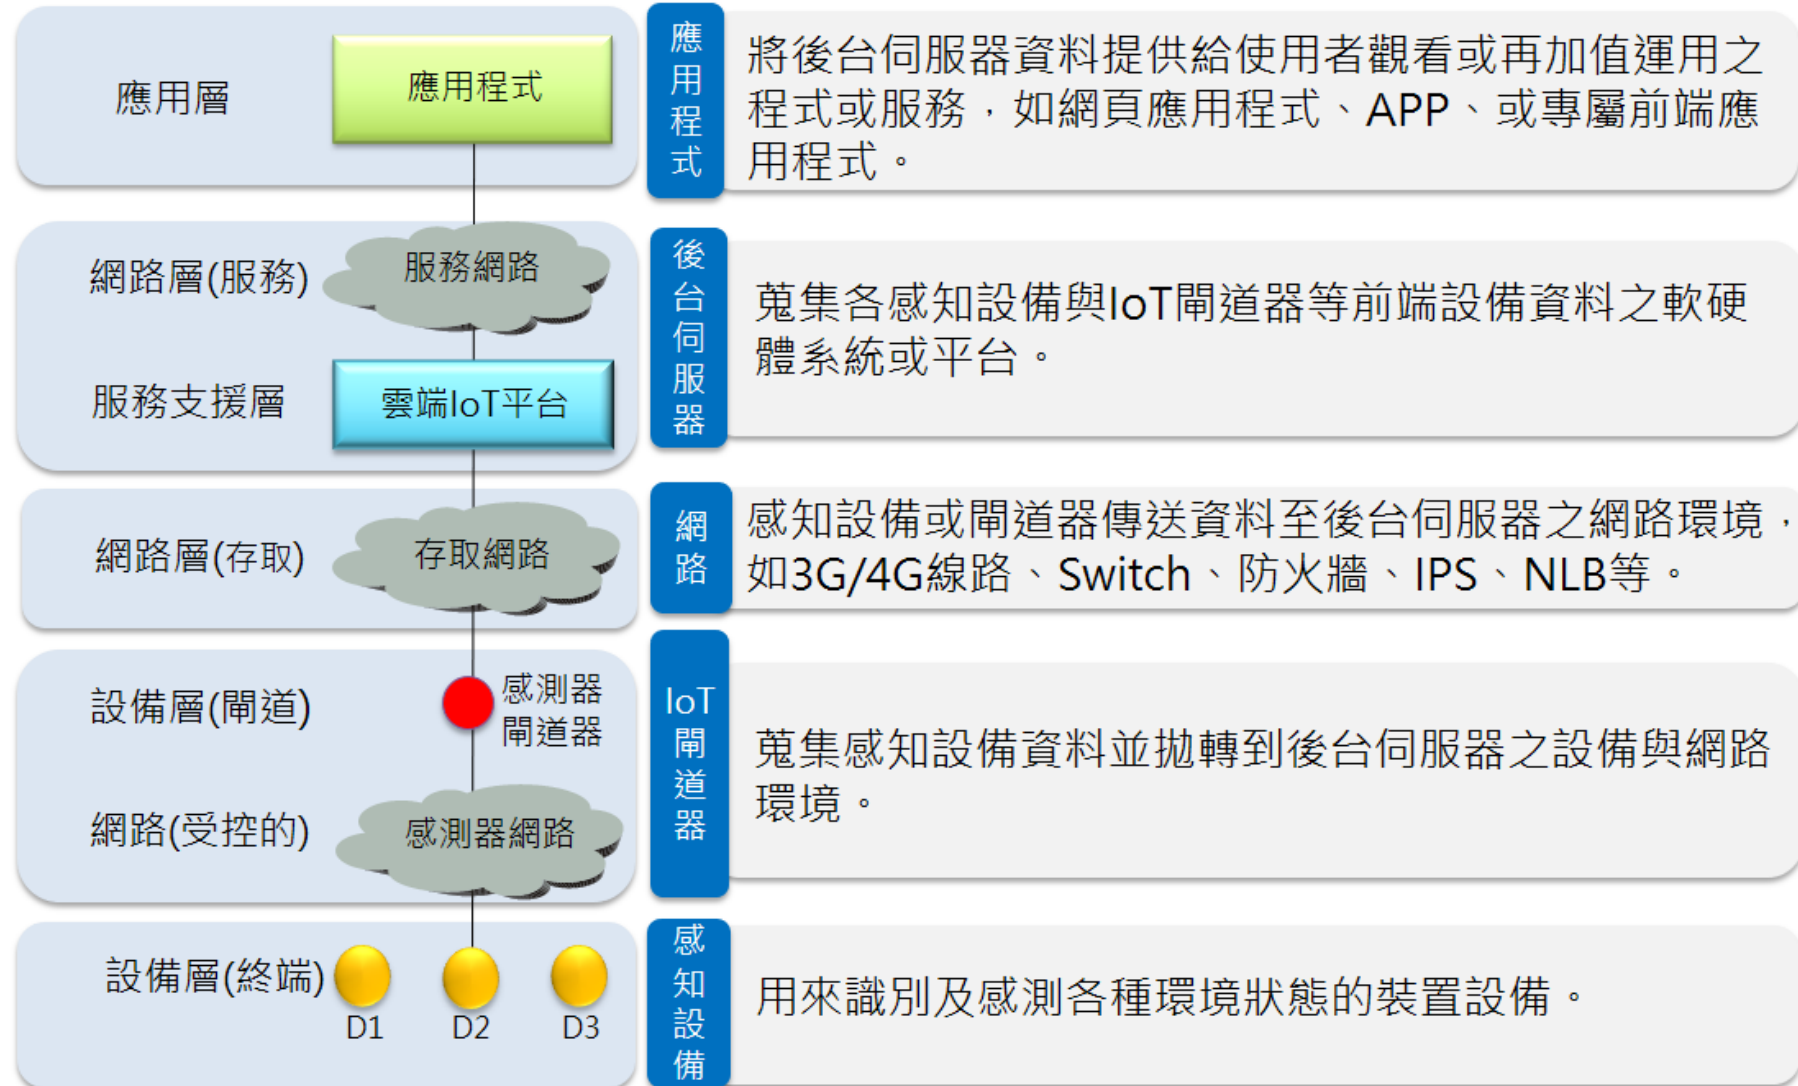 應用層
應用程式
應用程式
將後台伺服器資料提供給使用者觀看或再加值運用之
程式或服務，如網頁應用程式、APP、或專屬前端應
用程式。
網路層(服務)
服務網路
服務支援層
雲端IoT平台
後台伺服器
蒐集各感知設備與IoT閘道器等前端設備資料之軟硬
體系統或平台。
網路層(存取)
存取網路
網路
感知設備或閘道器傳送資料至後台伺服器之網路環境，
如3G/4G線路、Switch、防火牆、IPS、NLB等。
設備層(閘道)
感測器
閘道器
網路(受控的)
感測器網路
IoT閘道器
蒐集感知設備資料並拋轉到後台伺服器之設備與網路
環境。
設備層(終端)
D1 D2 D3
感知設備
用來識別及感測各種環境狀態的裝置設備。